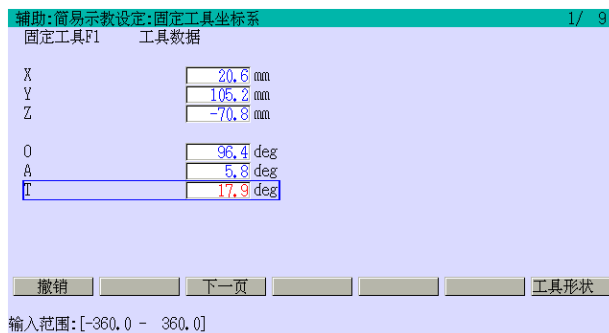 辅助:简易示教设定:固定工具坐标系 1/ 9
固定工具F1 工具数据
X 20.6 mm
Y 105.2 mm
Z -70.8 mm
O 96.4 deg
A 5.8 deg
T 17.9 deg
撤销 下一页 工具形状
输入范围:[-360.0 - 360.0]